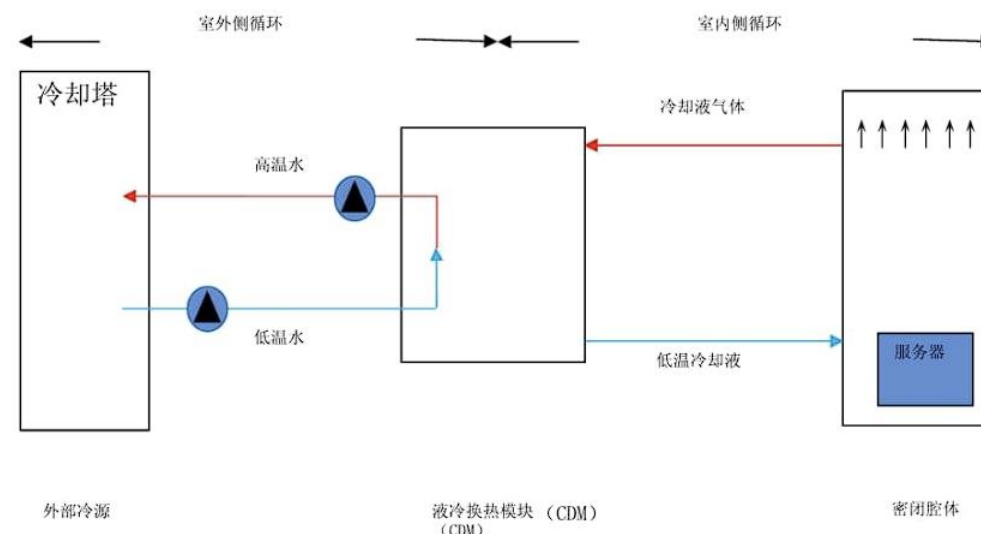 室外侧循环
室内侧循环
冷却塔
冷却液气体
高温水
低温水
服务器
低温冷却液
外部冷源
液冷换热模块（CDM）
（CDM）
密闭腔体